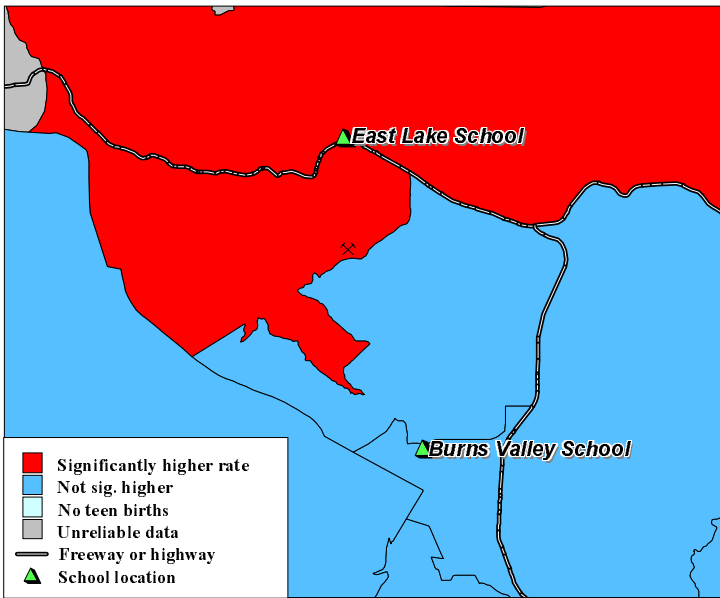 East Lake School
Burns Valley School
Significantly higher rate
Not sig. higher
No teen births
Unreliable data
Freeway or highway
School location